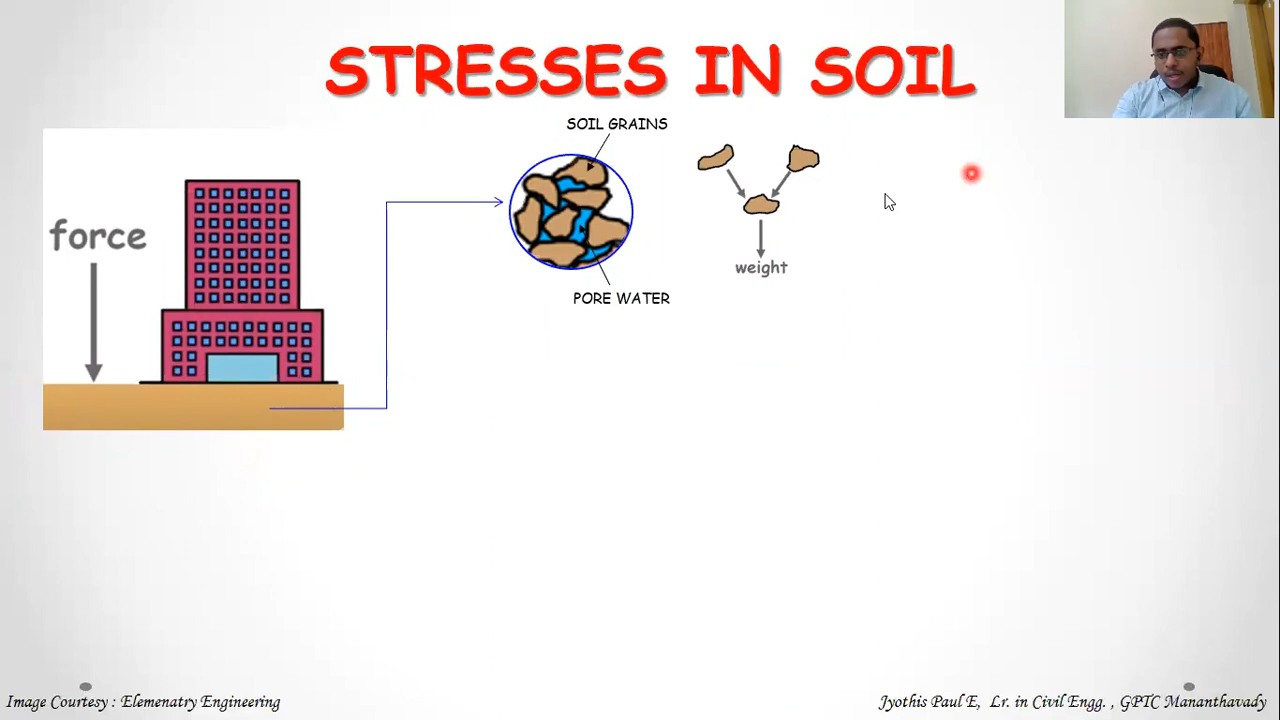 STRESSES IN SOIL
SOIL GRAINS
force
weight
PORE WATER
Image Courtesy : Elemenatry Engineering
Jyothis Paul E, Lr. in Civil Engg. , GPTC Mananthavady